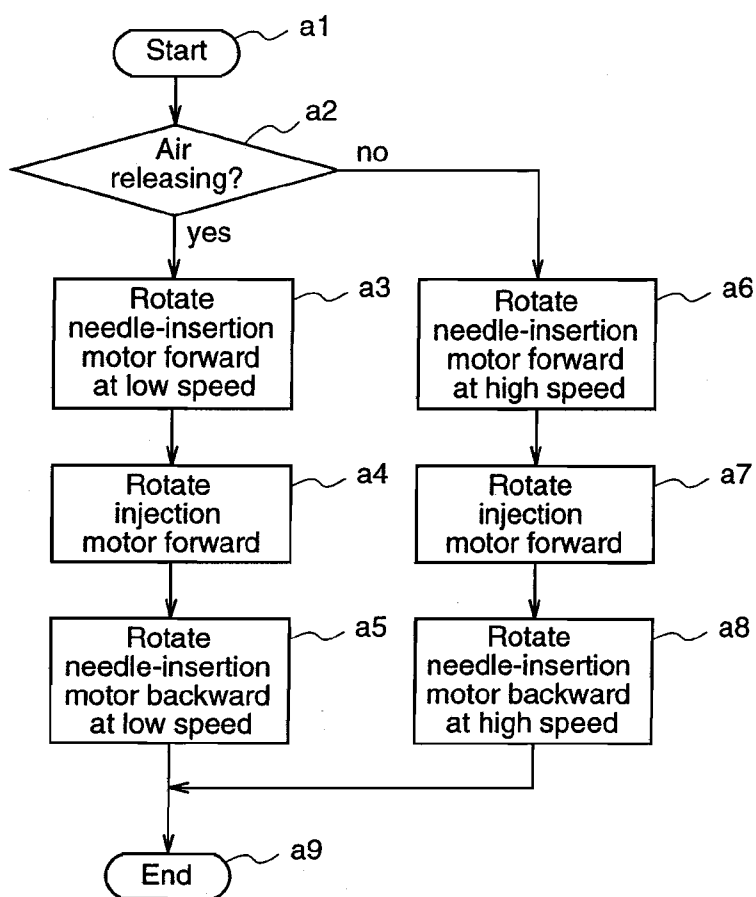 Start
a1
a2
Air
releasing?
no
yes
Rotate
needle-insertion
motor forward
at low speed
a3
Rotate
needle-insertion
motor forward
at high speed
a6
Rotate
injection
motor forward
a4
Rotate
injection
motor forward
a7
Rotate
needle-insertion
motor backward
at low speed
a5
Rotate
needle-insertion
motor backward
at high speed
a8
End
a9